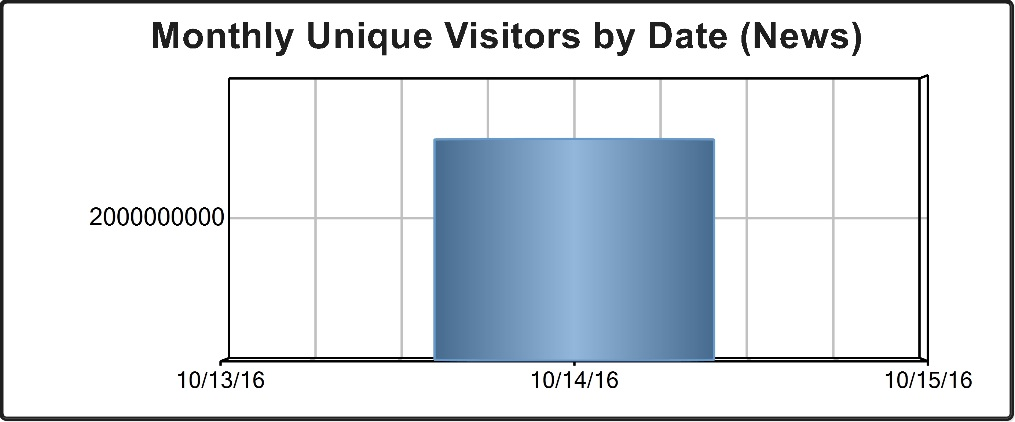 Monthly Unique Visitors by Date (News)
2000000000
10/13/16 10/14/16 10/15/16